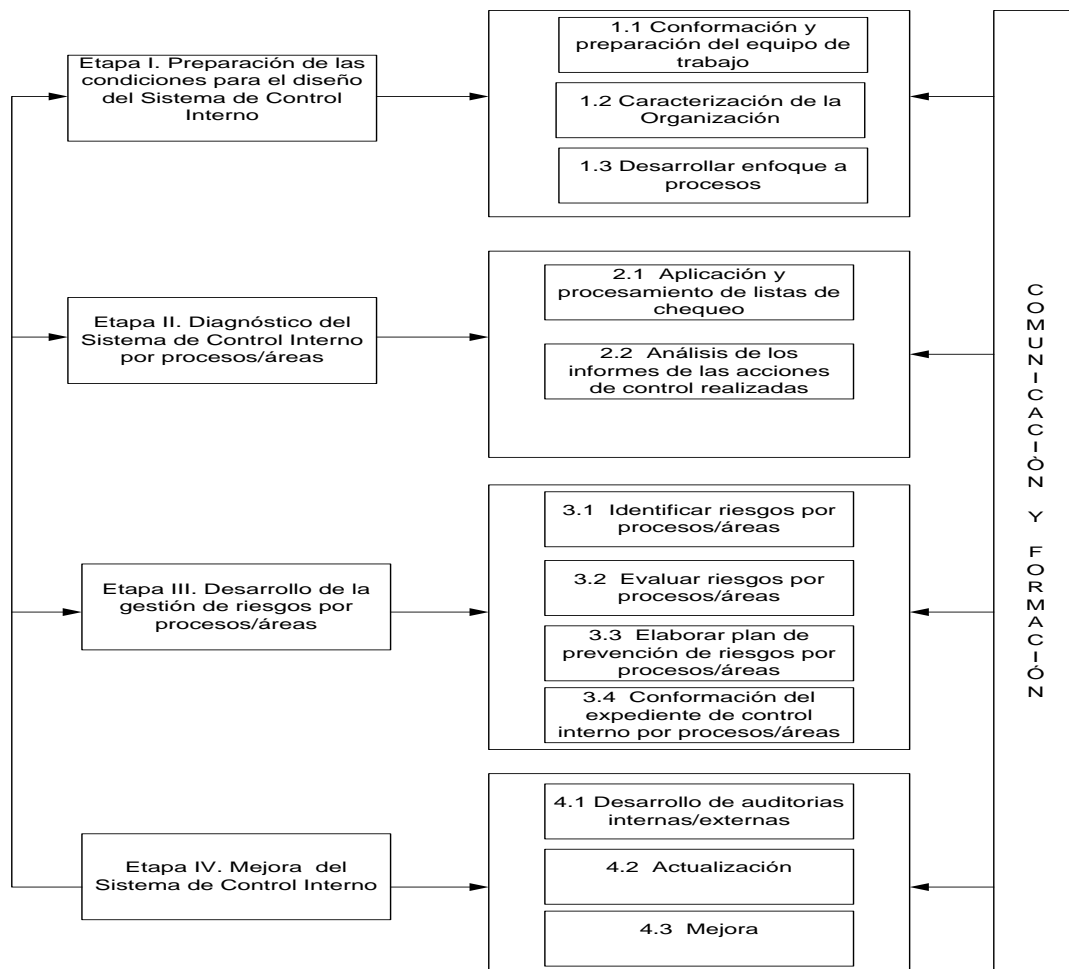 Etapa I. Preparación de las
condiciones para el diseño
del Sistema de Control
Interno
1.1 Conformación y
preparación del equipo de
trabajo
1.2 Caracterización de la
Organización
1.3 Desarrollar enfoque a
procesos
Etapa II. Diagnóstico del
Sistema de Control Interno
por procesos/áreas
2.1 Aplicación y
procesamiento de listas de
chequeo
2.2 Análisis de los
informes de las acciones
de control realizadas
Etapa III. Desarrollo de la
gestión de riesgos por
procesos/áreas
3.1 Identificar riesgos por
procesos/áreas
3.2 Evaluar riesgos por
procesos/áreas
3.3 Elaborar plan de
prevención de riesgos por
procesos/áreas
3.4 Conformación del
expediente de control
interno por procesos/áreas
Etapa IV. Mejora del
Sistema de Control Interno
4.1 Desarrollo de auditorias
internas/externas
4.2 Actualización
4.3 Mejora
COMUNICACIÒN Y FORMACIÓN